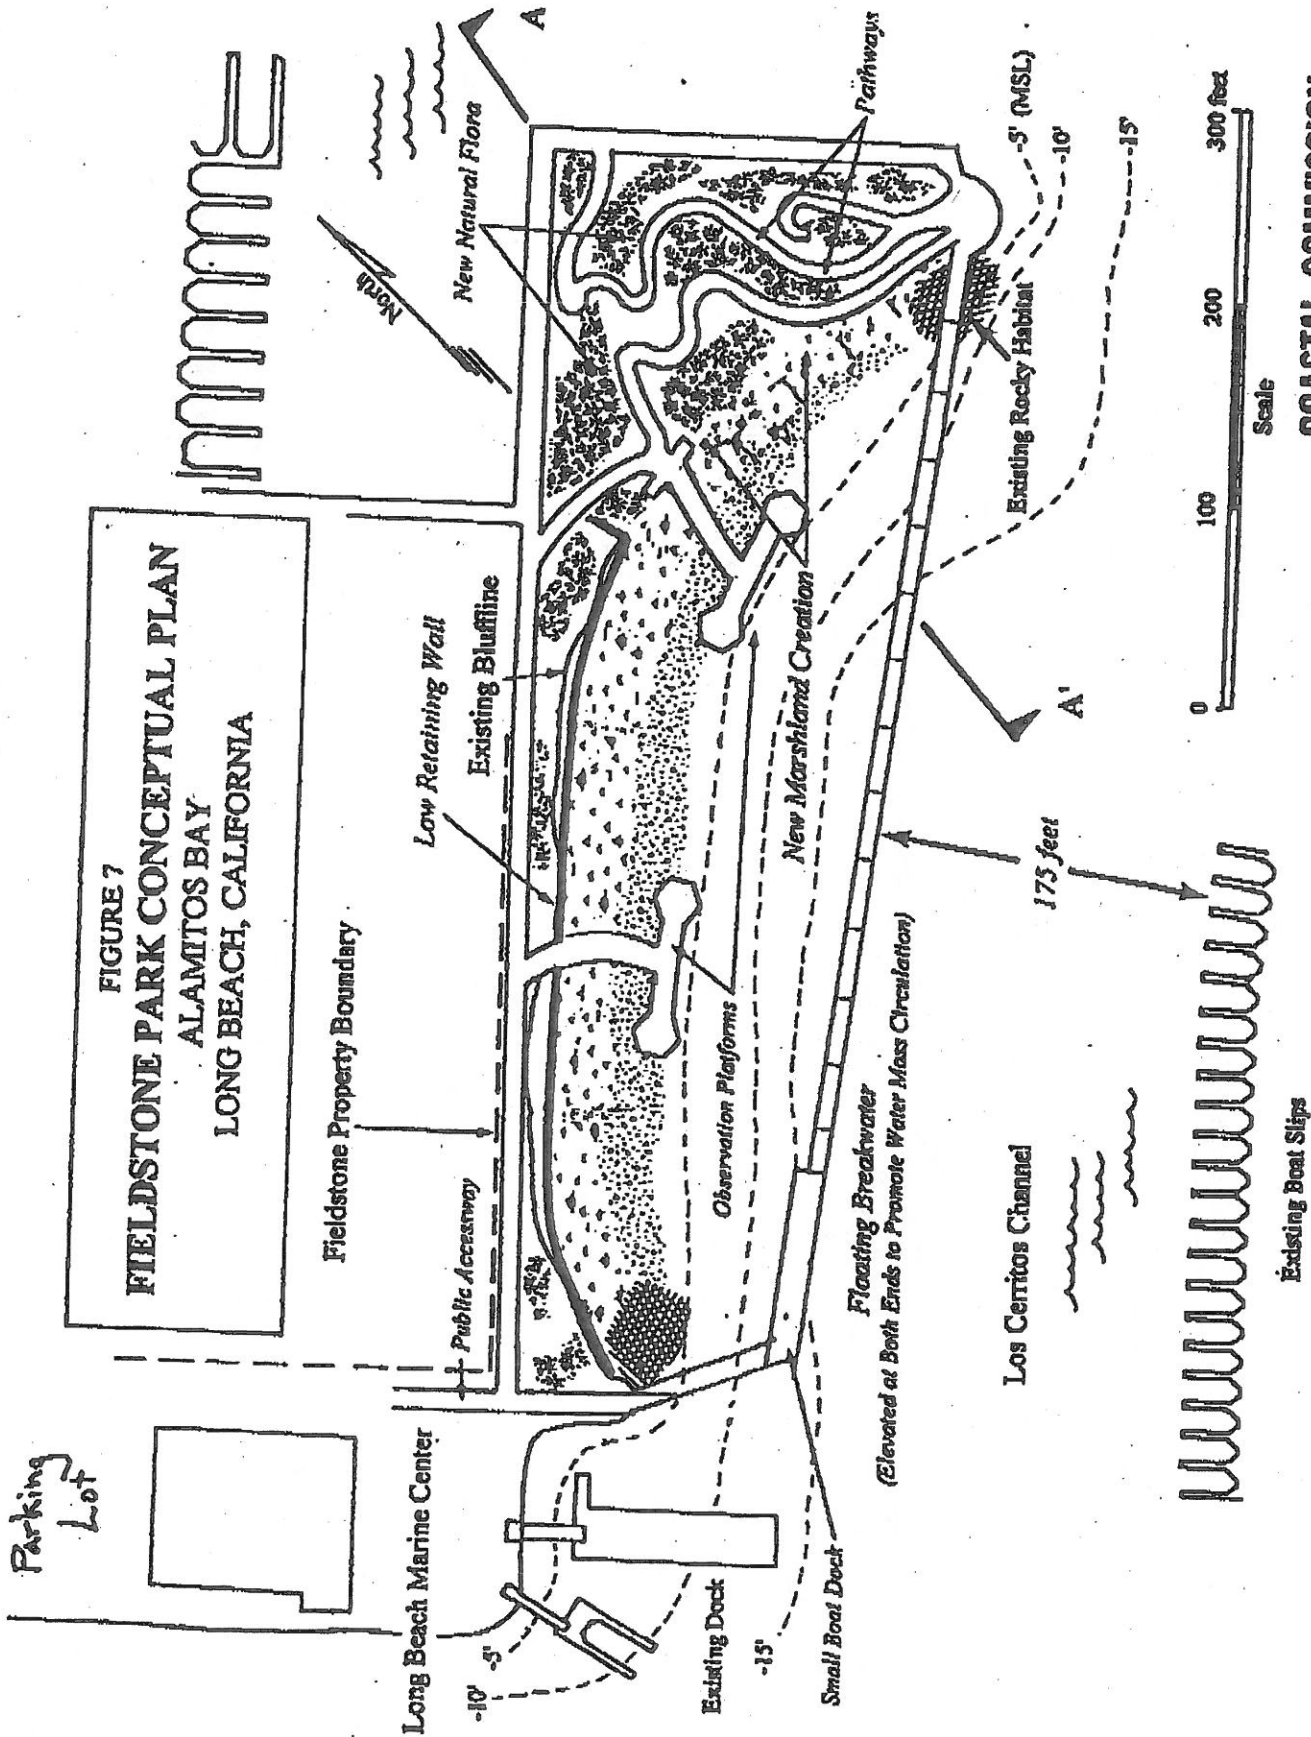 FIGURE 7
FIELDSTONE PARK CONCEPTUAL PLAN
ALAMITOS BAY
LONG BEACH, CALIFORNIA
Parking
Lot
Fieldstone Property Boundary
Public Accessway
Long Beach Marine Center
Low Retaining Wall
Existing Bluffline
North
New Natural Flora
A
Pathways
-10'
-5'
Existing Dock
-15'
Small Boat Dock
Observation Platforms
New Marshland Creation
Existing Rocky Habitat
-5' (MSL)
-10'
-15'
Floating Breakwater
(Elevated at Both Ends to Promote Water Mass Circulation)
A'
175 feet
Los Cerritos Channel
Existing Boat Slips
0
100
200
300 feet
Scale